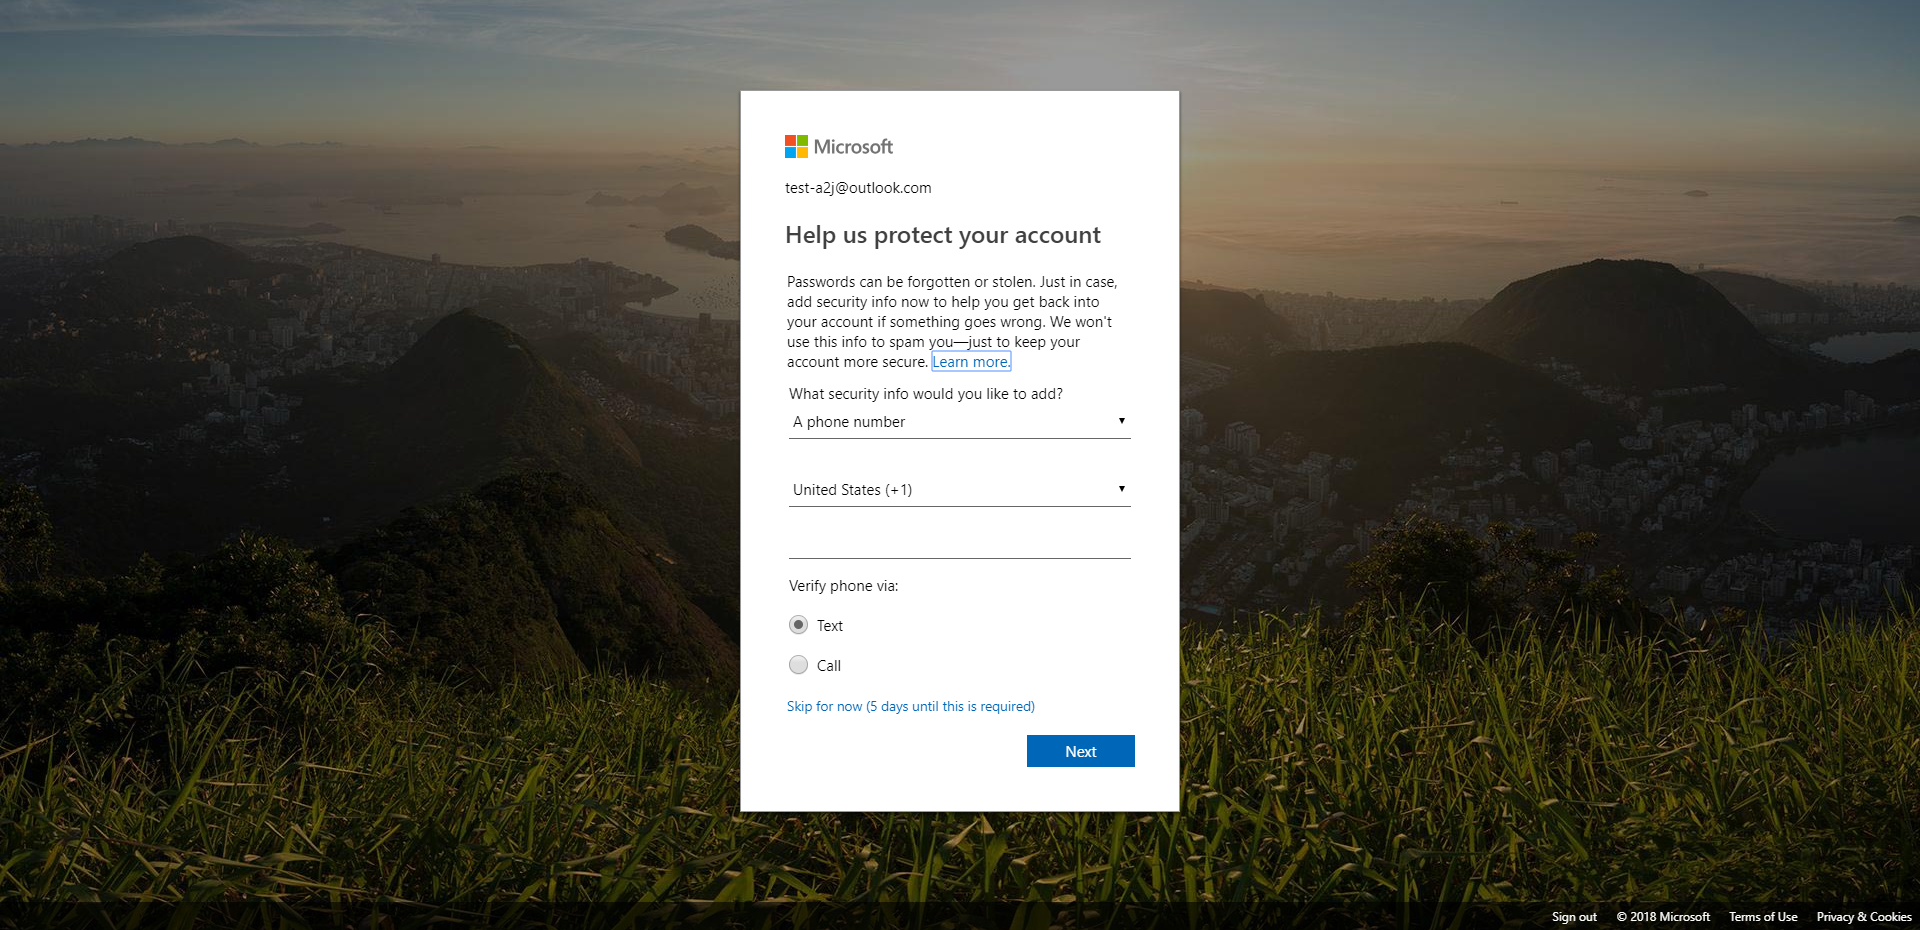 Microsoft
test-a2j@outlook.com
Help us protect your account
Passwords can be forgotten or stolen. Just in case,
add security info now to help you get back into
your account if something goes wrong. We won't
use this info to spam you—just to keep your
account more secure. Learn more.
What security info would you like to add?
A phone number
United States (+1)
Verify phone via:
Text
Call
Skip for now (5 days until this is required)
Next
Sign out © 2018 Microsoft Terms of Use Privacy & Cookies